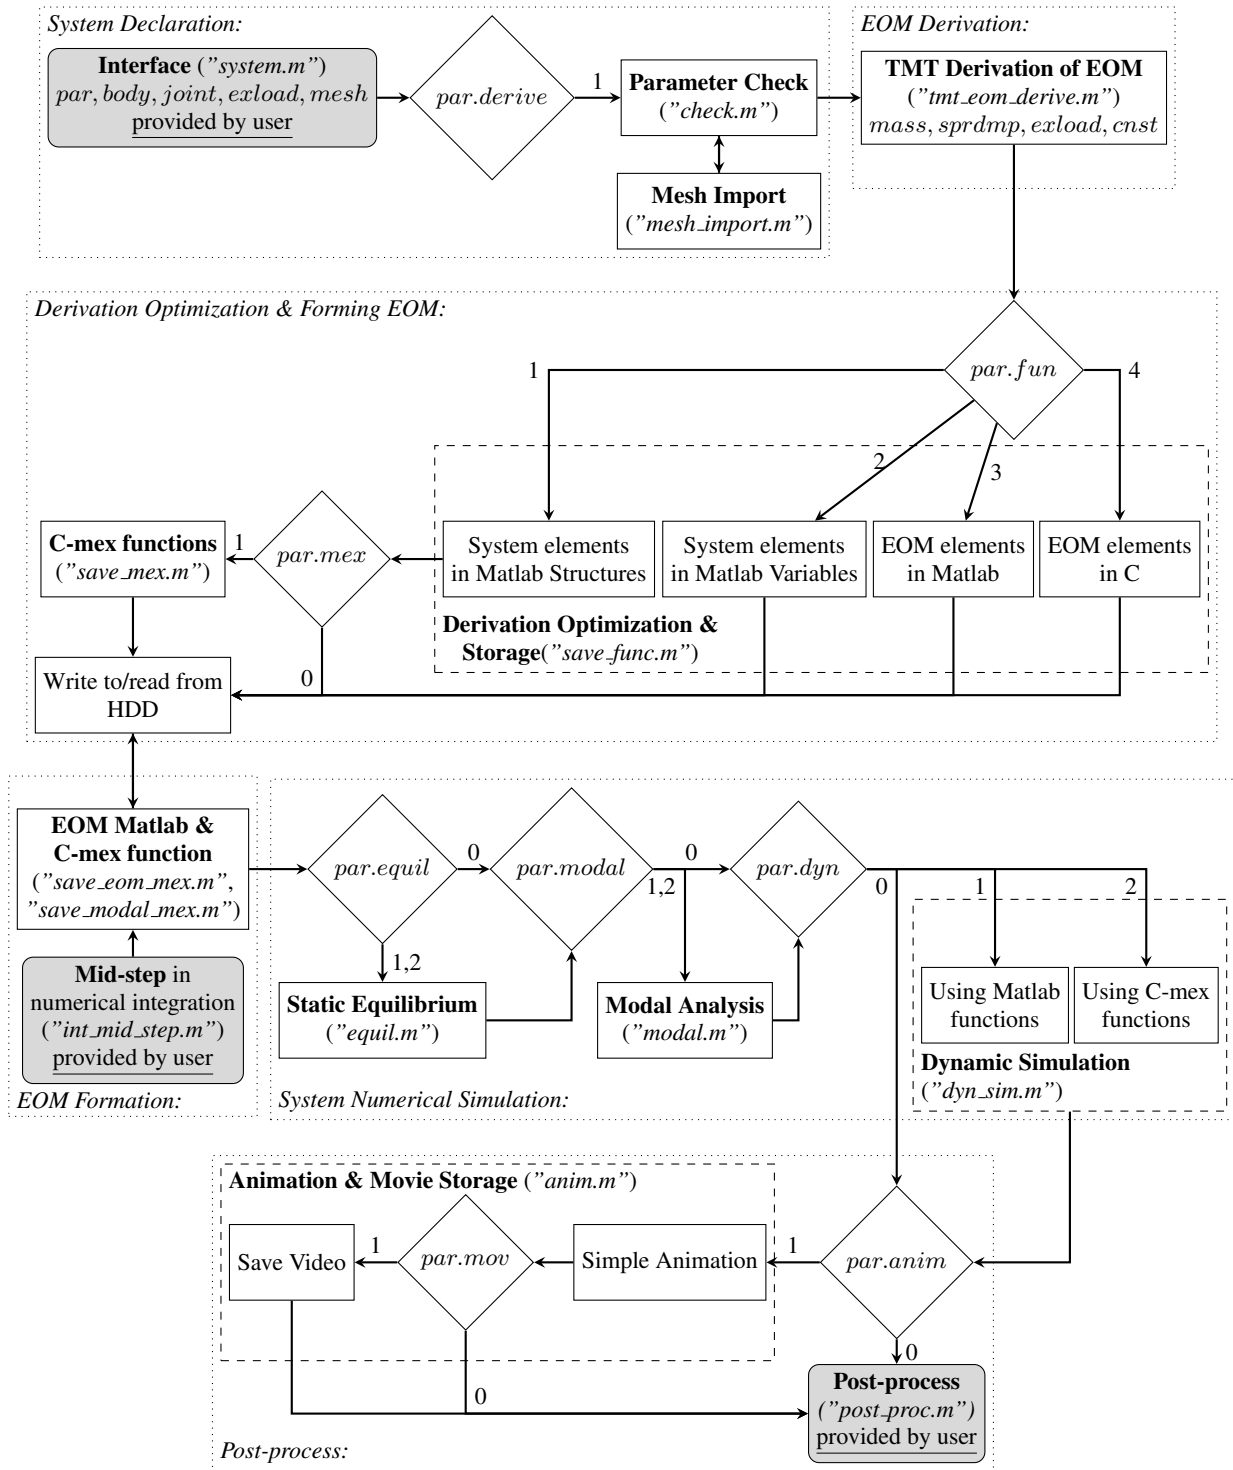 System Declaration:
Interface ("system.m")
par, body, joint, exload, mesh
provided by user
par.derive
1
Parameter Check
("check.m")
Mesh Import
("mesh_import.m")
EOM Derivation:
TMT Derivation of EOM
("tmt_eom_derive.m")
mass, sprdmp, exload, cnst
Derivation Optimization & Forming EOM:
par.fun
1
2
3
4
System elements
in Matlab Structures
System elements
in Matlab Variables
EOM elements
in Matlab
EOM elements
in C
Derivation Optimization &
Storage("save_func.m")
par.mex
1
0
C-mex functions
("save_mex.m")
Write to/read from
HDD
EOM Matlab &
C-mex function
("save_eom_mex.m",
"save_modal_mex.m")
Mid-step in
numerical integration
("int_mid_step.m")
provided by user
EOM Formation:
par.equil
0
1,2
Static Equilibrium
("equil.m")
par.modal
0
1,2
Modal Analysis
("modal.m")
par.dyn
0
1
2
Using Matlab
functions
Using C-mex
functions
Dynamic Simulation
("dyn_sim.m")
System Numerical Simulation:
Animation & Movie Storage ("anim.m")
Save Video
1
par.mov
0
Simple Animation
1
par.anim
0
Post-process
("post_proc.m")
provided by user
Post-process: